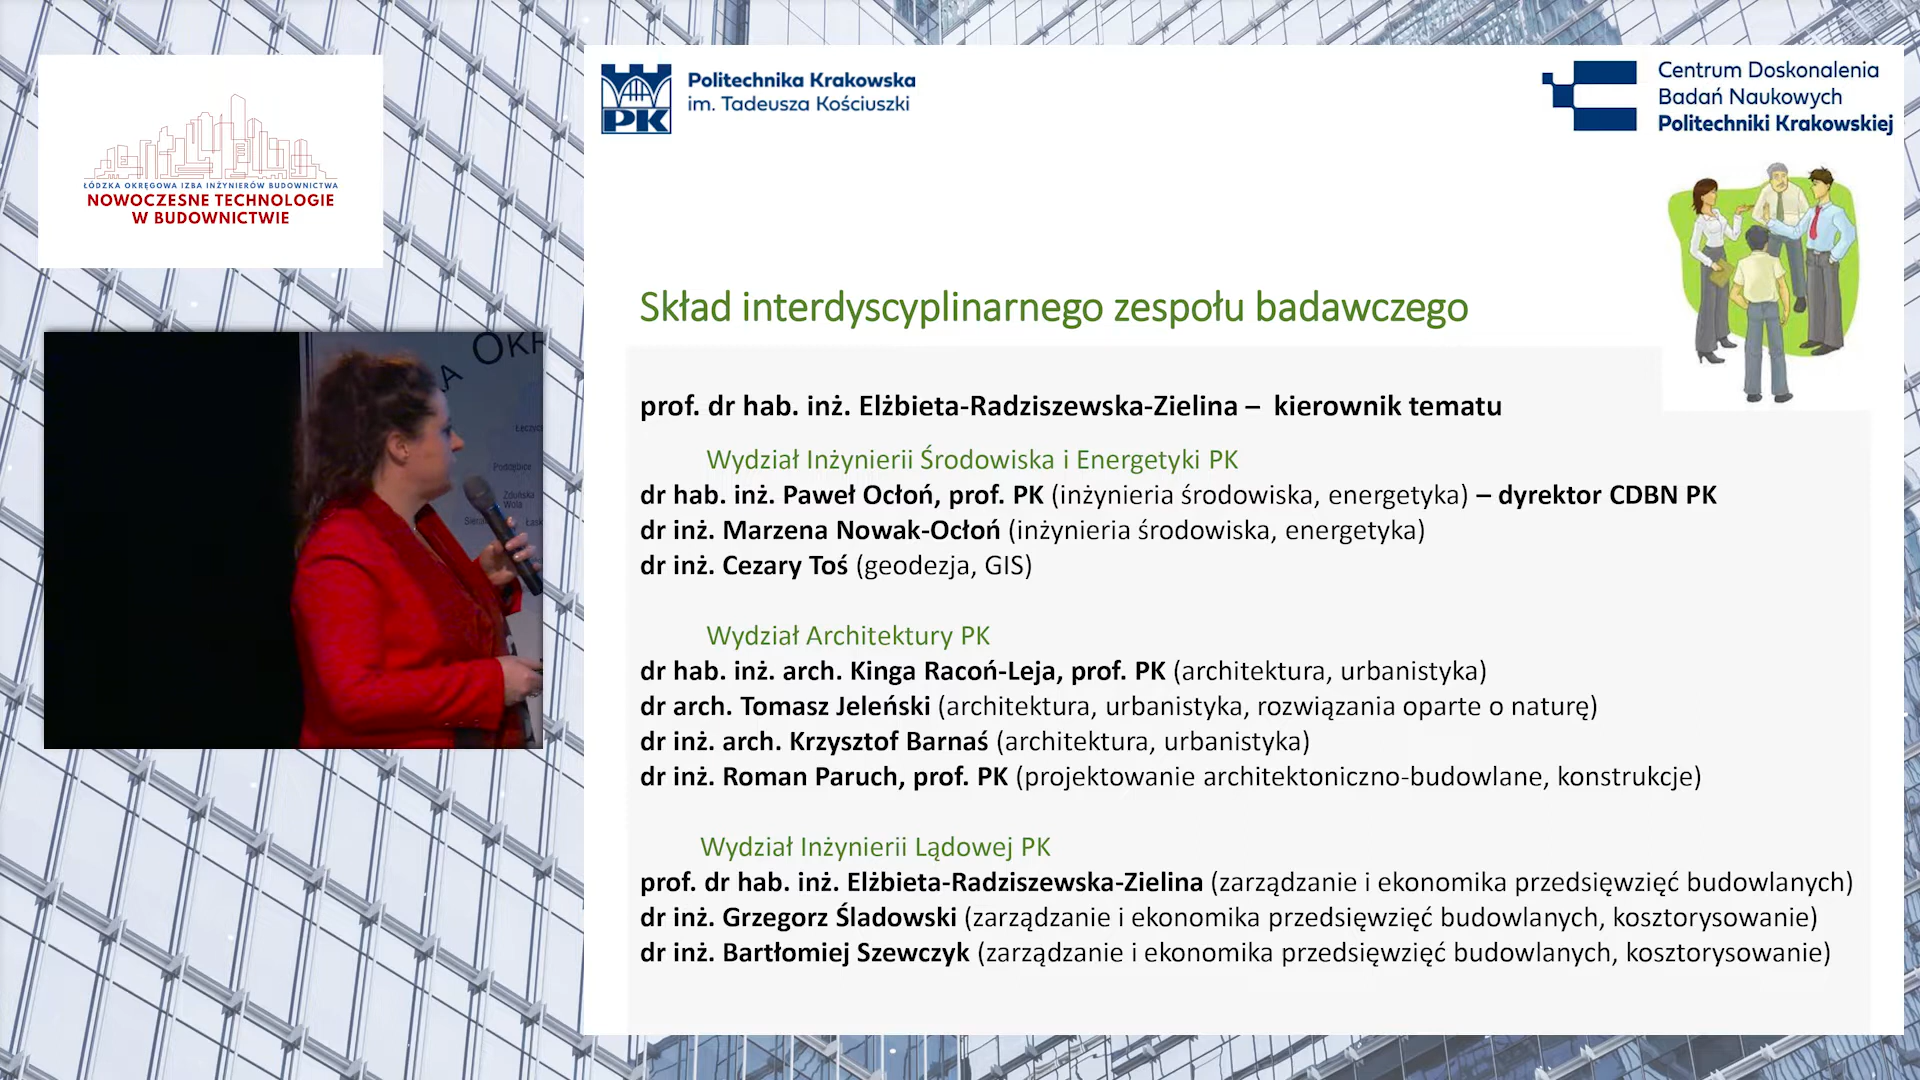 ŁÓDZKA OKRĘGOWA IZBA INŻYNIERÓW BUDOWNICTWA
NOWOCZESNE TECHNOLOGIE
W BUDOWNICTWIE
Politechnika Krakowska
im. Tadeusza Kościuszki
PK
Centrum Doskonalenia
Badań Naukowych
Politechniki Krakowskiej
Skład interdyscyplinarnego zespołu badawczego
prof. dr hab. inż. Elżbieta-Radziszewska-Zielina – kierownik tematu
Wydział Inżynierii Środowiska i Energetyki PK
dr hab. inż. Paweł Ocłoń, prof. PK (inżynieria środowiska, energetyka) – dyrektor CDBN PK
dr inż. Marzena Nowak-Ocłoń (inżynieria środowiska, energetyka)
dr inż. Cezary Toś (geodezja, GIS)
Wydział Architektury PK
dr hab. inż. arch. Kinga Racoń-Leja, prof. PK (architektura, urbanistyka)
dr arch. Tomasz Jeleński (architektura, urbanistyka, rozwiązania oparte o naturę)
dr inż. arch. Krzysztof Barnaś (architektura, urbanistyka)
dr inż. Roman Paruch, prof. PK (projektowanie architektoniczno-budowlane, konstrukcje)
Wydział Inżynierii Lądowej PK
prof. dr hab. inż. Elżbieta-Radziszewska-Zielina (zarządzanie i ekonomika przedsięwzięć budowlanych)
dr inż. Grzegorz Śladowski (zarządzanie i ekonomika przedsięwzięć budowlanych, kosztorysowanie)
dr inż. Bartłomiej Szewczyk (zarządzanie i ekonomika przedsięwzięć budowlanych, kosztorysowanie)
A OKR
Poddębice
Zduńska
Wola
Łask